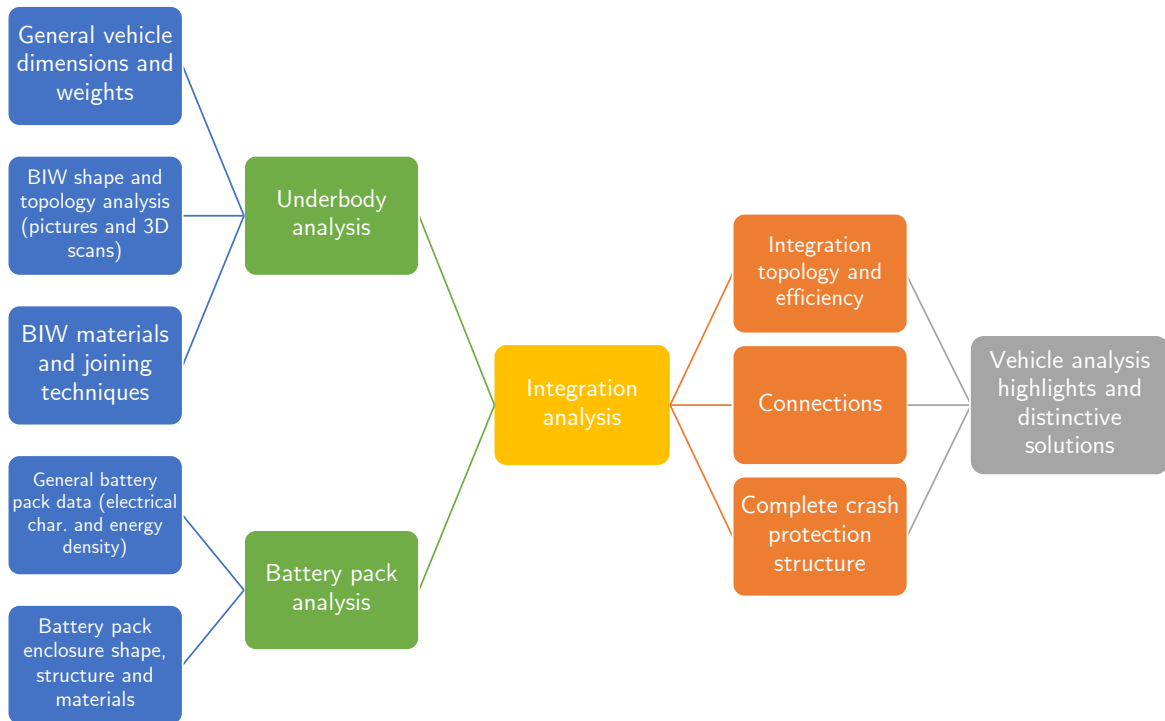 General vehicle
dimensions and
weights
BIW shape and
topology analysis
(pictures and 3D
scans)
BIW materials
and joining
techniques
General battery
pack data (electrical
char. and energy
density)
Battery pack
enclosure shape,
structure and
materials
Underbody
analysis
Battery pack
analysis
Integration
analysis
Integration
topology and
efficiency
Connections
Complete crash
protection
structure
Vehicle analysis
highlights and
distinctive
solutions